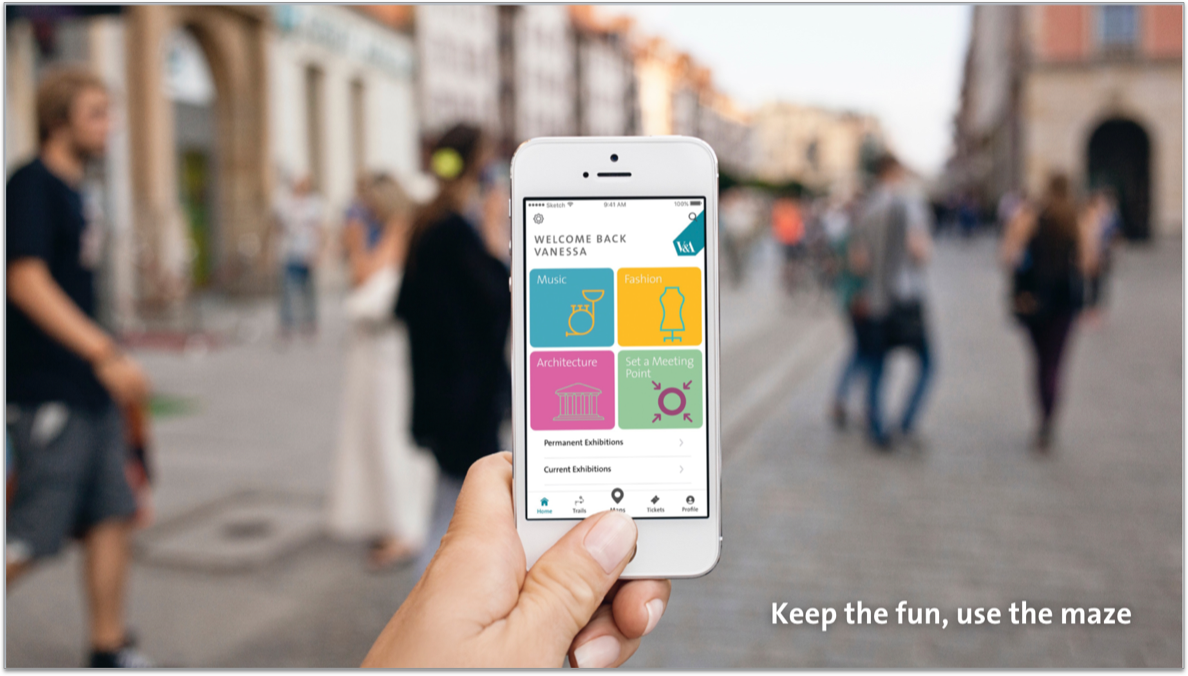 Sketch 9:41 AM 100%
V&A
WELCOME BACK
VANESSA
Music
Fashion
Architecture
Set a Meeting
Point
Permanent Exhibitions
Current Exhibitions
Home Trails Maps Tickets Profile
Keep the fun, use the maze